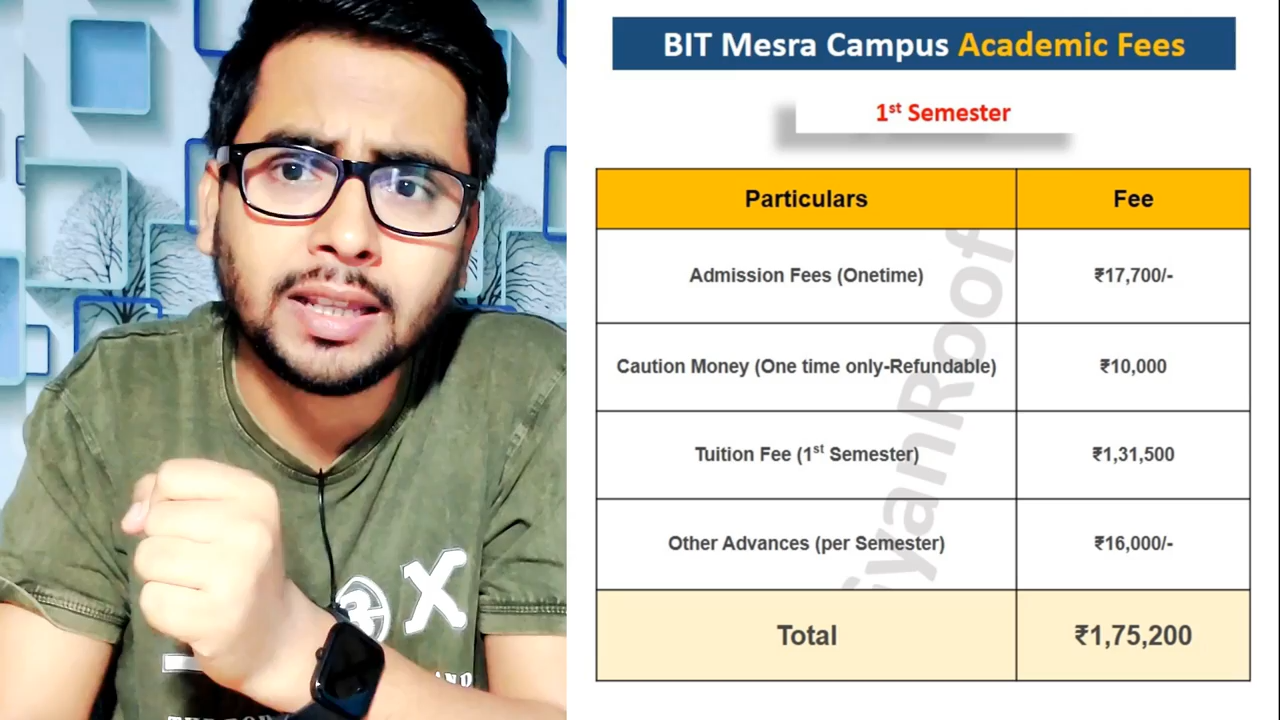 BIT Mesra Campus Academic Fees
1st Semester
Particulars Fee
Admission Fees (Onetime) ₹17,700/-
Caution Money (One time only-Refundable) ₹10,000
Tuition Fee (1st Semester) ₹1,31,500
Other Advances (per Semester) ₹16,000/-
Total ₹1,75,200
iyanRoof
X